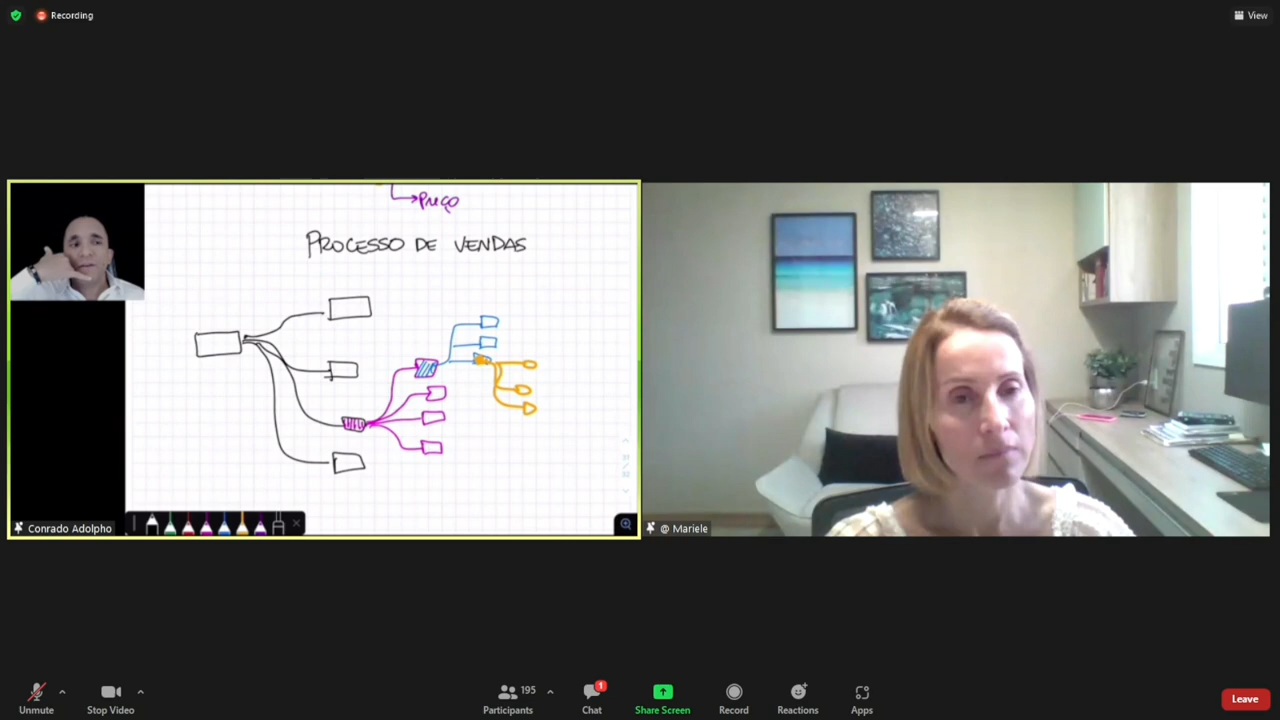 Recording
View
Preço
PROCESSO DE VENDAS
Conrado Adolpho
@ Mariele
Unmute
Stop Video
195
Participants
1
Chat
Share Screen
Record
Reactions
Apps
Leave